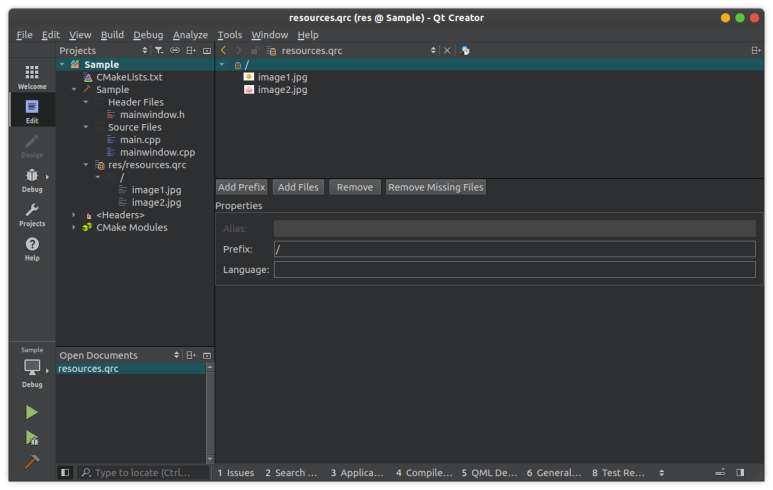 resources.qrc (res @ Sample) - Qt Creator
File Edit View Build Debug Analyze Tools Window Help
Projects
resources.qrc
Welcome
Edit
Design
Debug
Projects
Help
Sample
CMakeLists.txt
Sample
Header Files
mainwindow.h
Source Files
main.cpp
mainwindow.cpp
res/resources.qrc
/
image1.jpg
image2.jpg
<Headers>
CMake Modules
/
image1.jpg
image2.jpg
Add Prefix Add Files Remove Remove Missing Files
Properties
Alias:
Prefix: /
Language:
Sample
Debug
Open Documents
resources.qrc
Type to locate (Ctrl...
1 Issues 2 Search ... 3 Applica... 4 Compile... 5 QML De... 6 General... 8 Test Re...